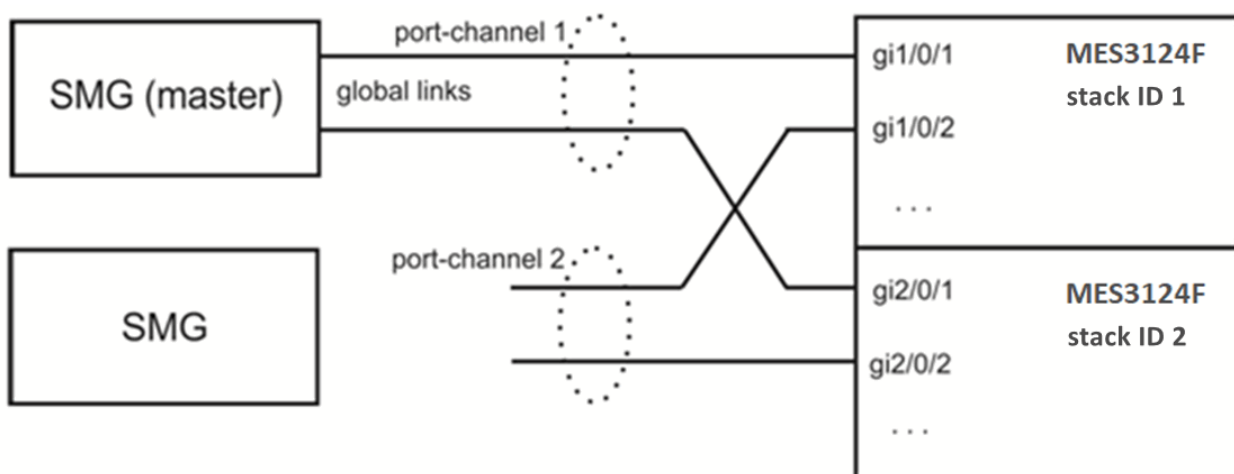 port-channel 1
SMG (master)
global links
gi1/0/1
MES3124F
stack ID 1
gi1/0/2
. . .
port-channel 2
SMG
gi2/0/1
MES3124F
stack ID 2
gi2/0/2
. . .